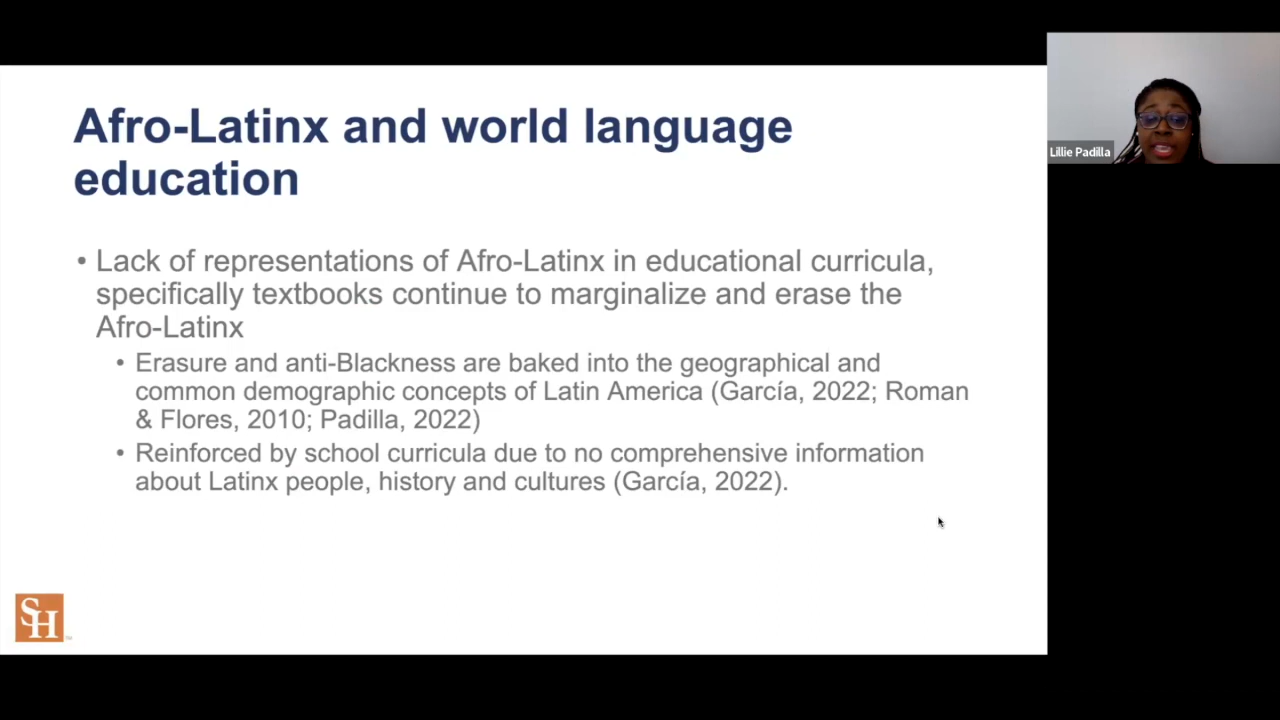 Afro-Latinx and world language
education
• Lack of representations of Afro-Latinx in educational curricula,
specifically textbooks continue to marginalize and erase the
Afro-Latinx
• Erasure and anti-Blackness are baked into the geographical and
common demographic concepts of Latin America (García, 2022; Roman
& Flores, 2010; Padilla, 2022)
• Reinforced by school curricula due to no comprehensive information
about Latinx people, history and cultures (García, 2022).
SH
Lillie Padilla